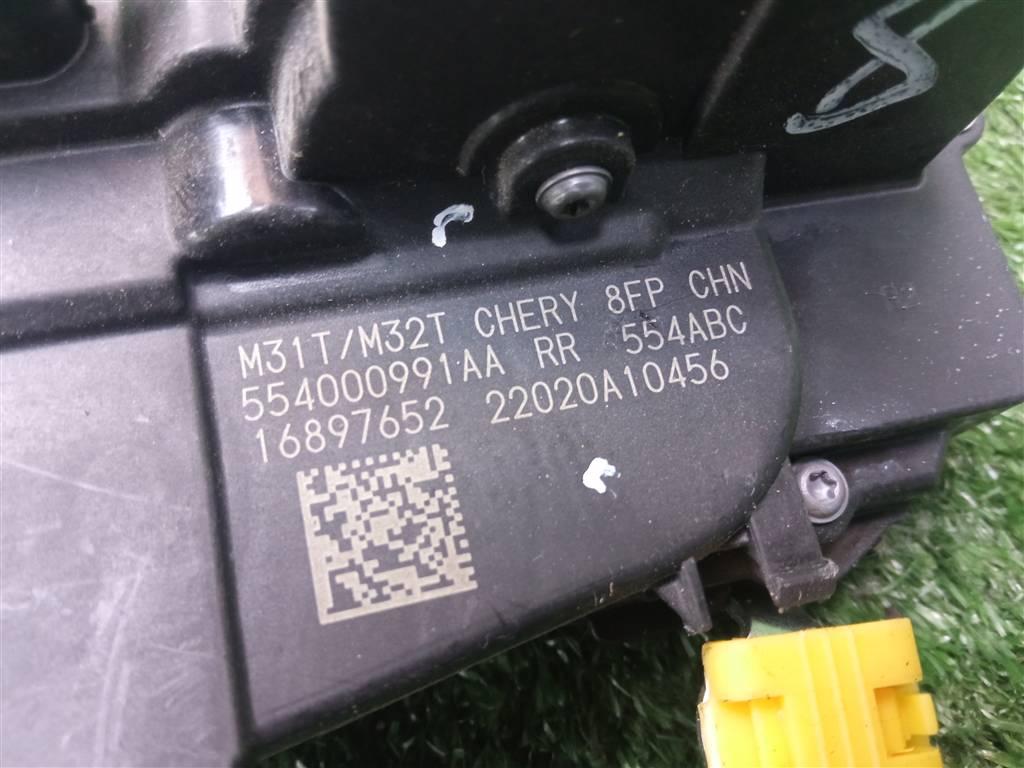 M31T/M32T CHERY 8FP CHN
554000991AA RR 554ABC
16897652 22020A10456